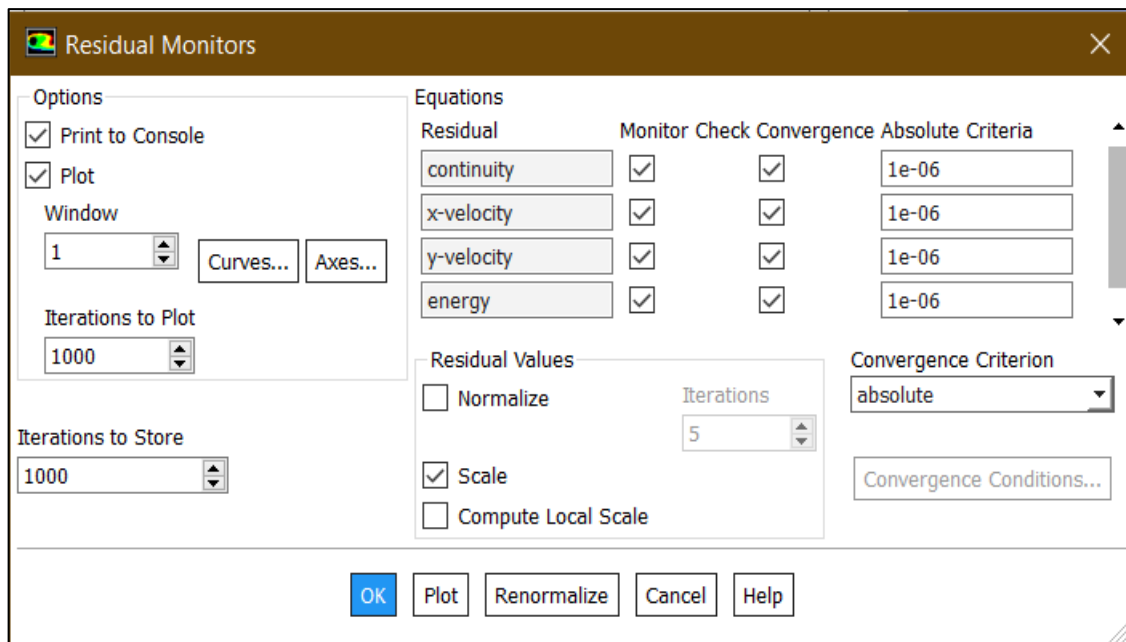 Residual Monitors
Options
Print to Console
Plot
Window
1
Curves... Axes...
Iterations to Plot
1000
Iterations to Store
1000
Equations
Residual Monitor Check Convergence Absolute Criteria
continuity 1e-06
x-velocity 1e-06
y-velocity 1e-06
energy 1e-06
Residual Values
Normalize
Iterations
5
Scale
Compute Local Scale
Convergence Criterion
absolute
Convergence Conditions...
OK Plot Renormalize Cancel Help